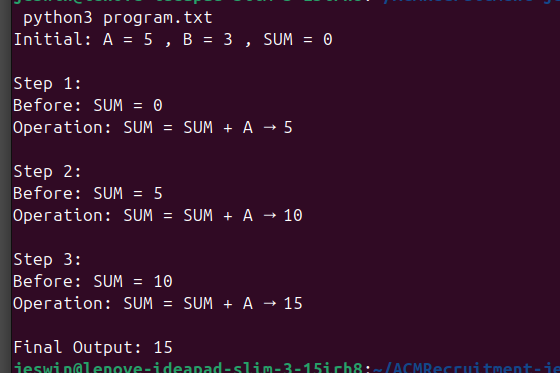 python3 program.txt
Initial: A = 5 , B = 3 , SUM = 0
Step 1:
Before: SUM = 0
Operation: SUM = SUM + A → 5
Step 2:
Before: SUM = 5
Operation: SUM = SUM + A → 10
Step 3:
Before: SUM = 10
Operation: SUM = SUM + A → 15
Final Output: 15
jeswin@lenovo-ideapad-slim-3-15irh8:~/ACMRecruitment-je